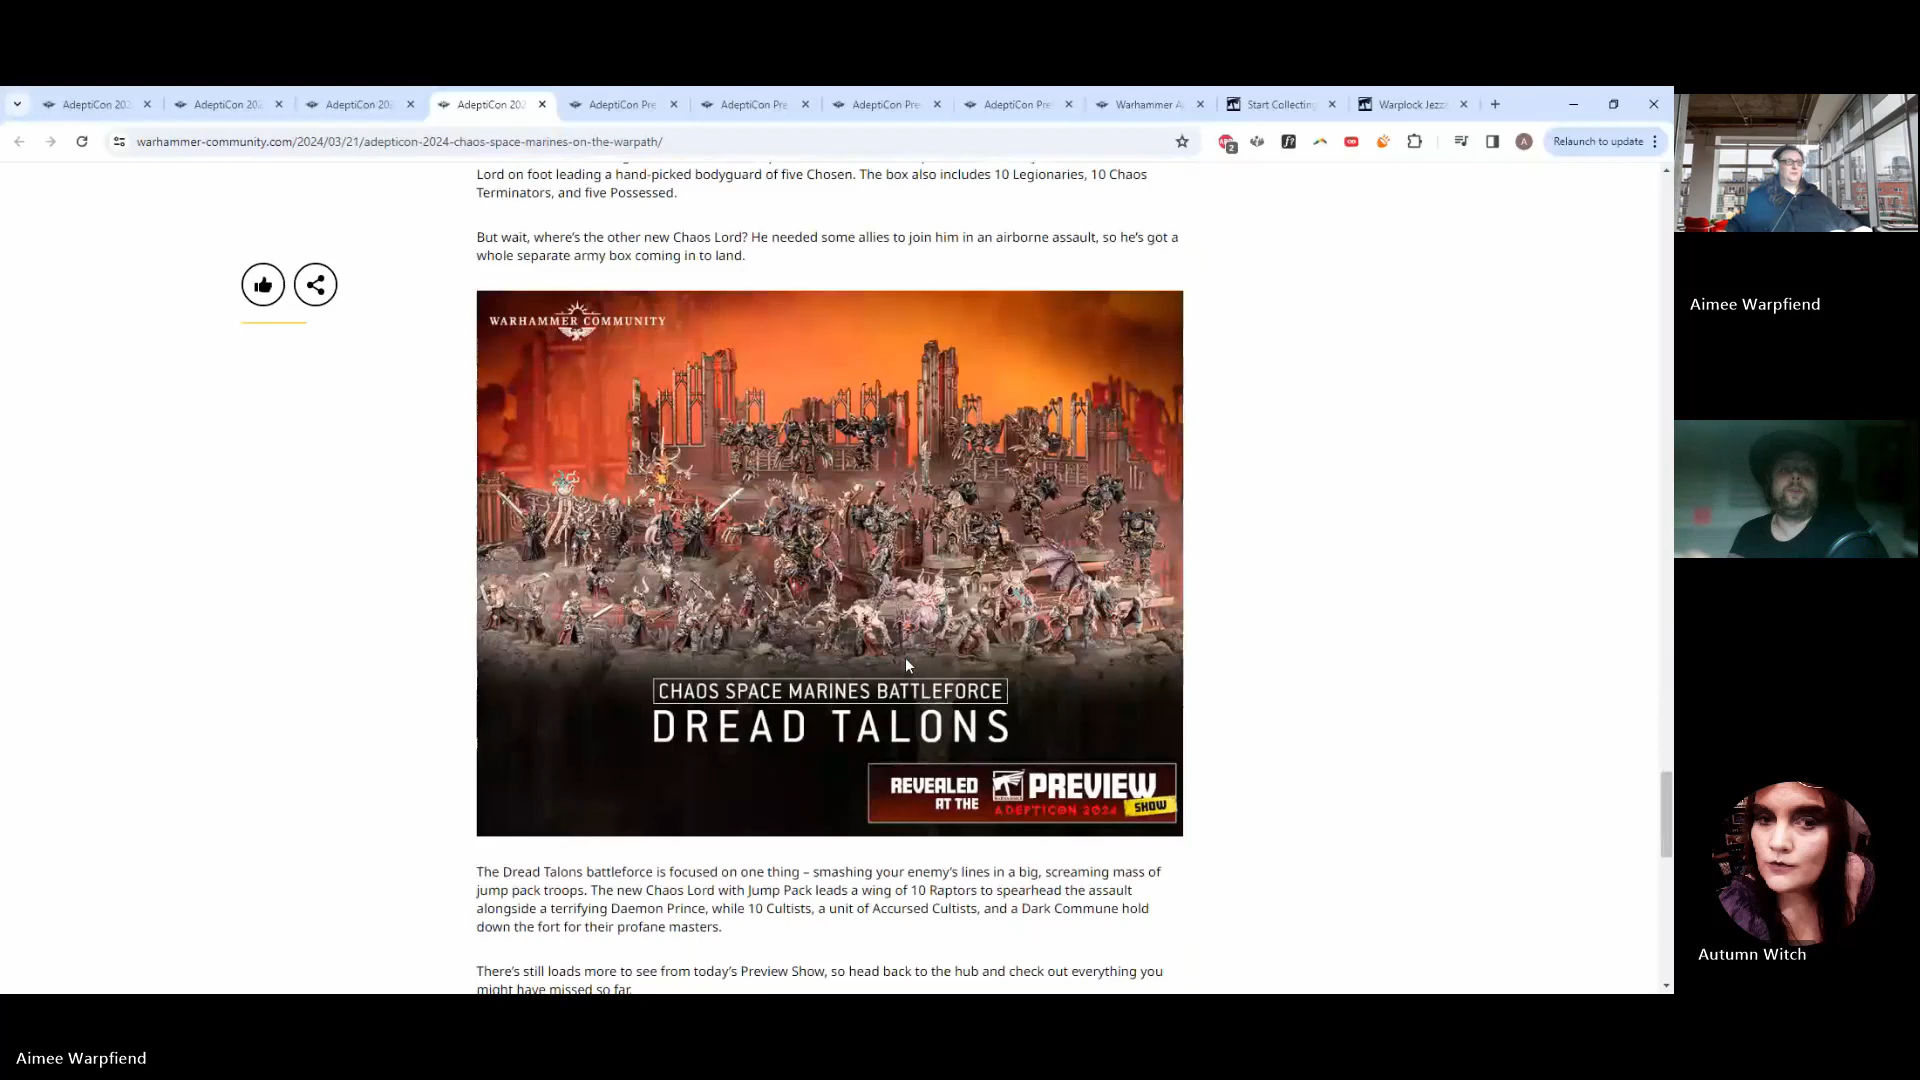 AdeptiCon 202
AdeptiCon 202
AdeptiCon 202
AdeptiCon 202
AdeptiCon Pre
AdeptiCon Pre
AdeptiCon Pre
AdeptiCon Pre
Warhammer A
Start Collecting
Warplock Jezz
warhammer-community.com/2024/03/21/adepticon-2024-chaos-space-marines-on-the-warpath/
2
A
Relaunch to update
Lord on foot leading a hand-picked bodyguard of five Chosen. The box also includes 10 Legionaries, 10 Chaos
Terminators, and five Possessed.
But wait, where's the other new Chaos Lord? He needed some allies to join him in an airborne assault, so he's got a
whole separate army box coming in to land.
WARHAMMER COMMUNITY
CHAOS SPACE MARINES BATTLEFORCE
DREAD TALONS
REVEALED
AT THE
PREVIEW
ADEPTICON 2024
SHOW
The Dread Talons battleforce is focused on one thing – smashing your enemy's lines in a big, screaming mass of
jump pack troops. The new Chaos Lord with Jump Pack leads a wing of 10 Raptors to spearhead the assault
alongside a terrifying Daemon Prince, while 10 Cultists, a unit of Accursed Cultists, and a Dark Commune hold
down the fort for their profane masters.
There's still loads more to see from today's Preview Show, so head back to the hub and check out everything you
might have missed so far.
Aimee Warpfiend
Autumn Witch
Aimee Warpfiend